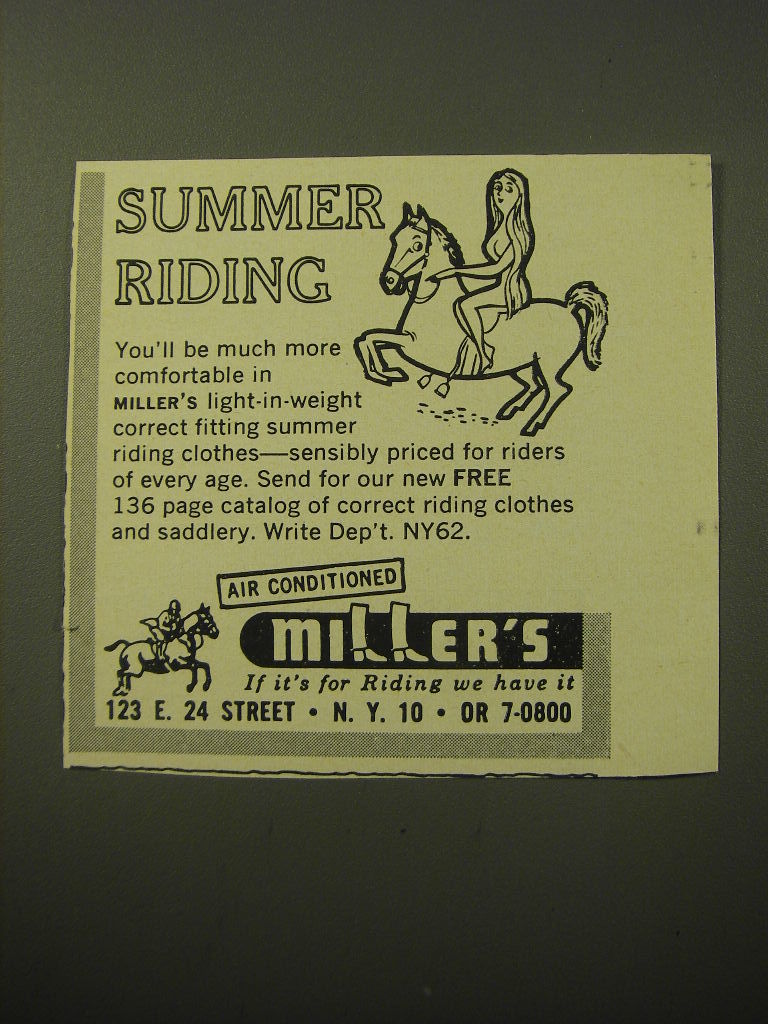 SUMMER
RIDING
You'll be much more
comfortable in
MILLER'S light-in-weight
correct fitting summer
riding clothes—sensibly priced for riders
of every age. Send for our new FREE
136 page catalog of correct riding clothes
and saddlery. Write Dep't. NY62.
AIR CONDITIONED
MILLER'S
If it's for Riding we have it
123 E. 24 STREET • N. Y. 10 • OR 7-0800